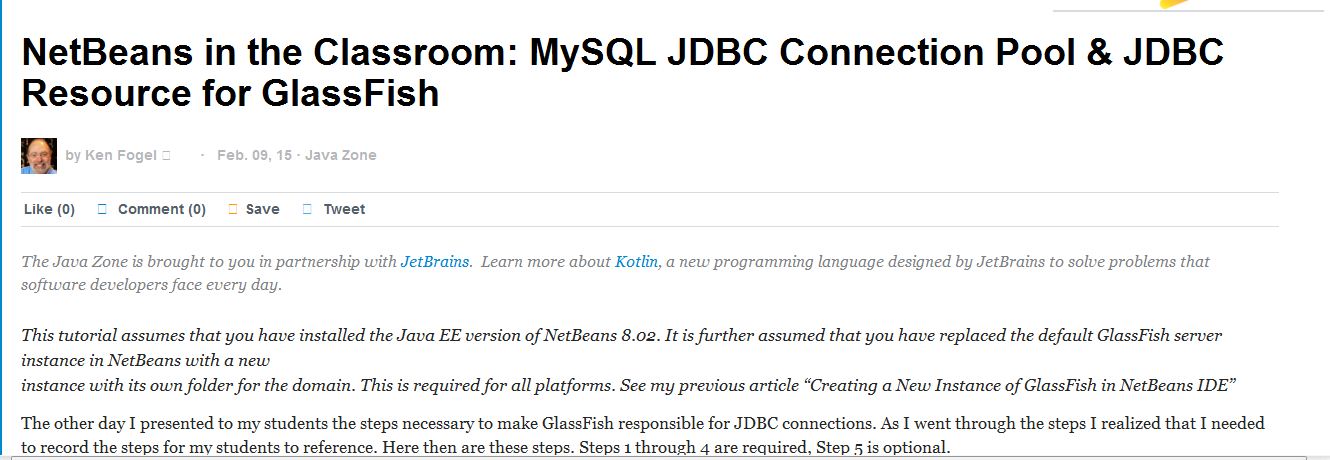 NetBeans in the Classroom: MySQL JDBC Connection Pool & JDBC
Resource for GlassFish
by Ken Fogel · Feb. 09, 15 · Java Zone
Like (0) Comment (0) Save Tweet
The Java Zone is brought to you in partnership with JetBrains. Learn more about Kotlin, a new programming language designed by JetBrains to solve problems that
software developers face every day.
This tutorial assumes that you have installed the Java EE version of NetBeans 8.02. It is further assumed that you have replaced the default GlassFish server
instance in NetBeans with a new
instance with its own folder for the domain. This is required for all platforms. See my previous article “Creating a New Instance of GlassFish in NetBeans IDE”
The other day I presented to my students the steps necessary to make GlassFish responsible for JDBC connections. As I went through the steps I realized that I needed
to record the steps for my students to reference. Here then are these steps. Steps 1 through 4 are required, Step 5 is optional.